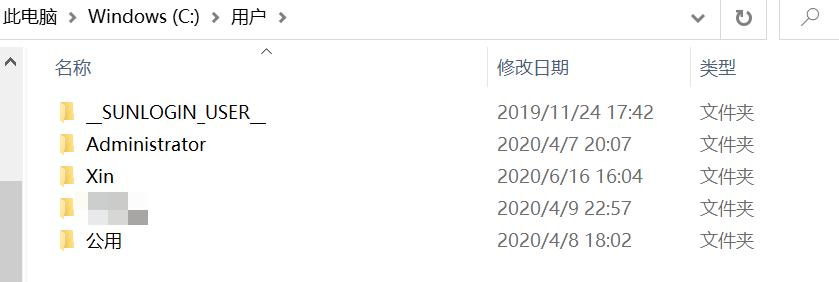 此电脑 > Windows (C:) > 用户 >
名称 修改日期 类型
__SUNLOGIN_USER__ 2019/11/24 17:42 文件夹
Administrator 2020/4/7 20:07 文件夹
Xin 2020/6/16 16:04 文件夹
2020/4/9 22:57 文件夹
公用 2020/4/8 18:02 文件夹